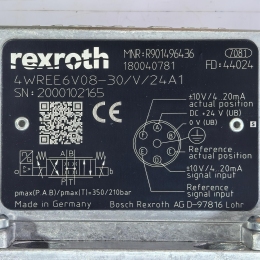 rexroth
MNR: R901496436 7081
180040781 FD: 44024
4WREE6V08-30/V/24A1
SN: 2000102165
±10V/4..20mA
actual position
DC +24 V (UB)
0 V (UB)
CE
F A
E B
D C
Reference
actual position
A B
P T
±10V/4..20mA
signal input
Reference
signal input
pmax(P.A.B)/pmax(T)=350/210bar
Made in Germany Bosch Rexroth AG D-97816 Lohr